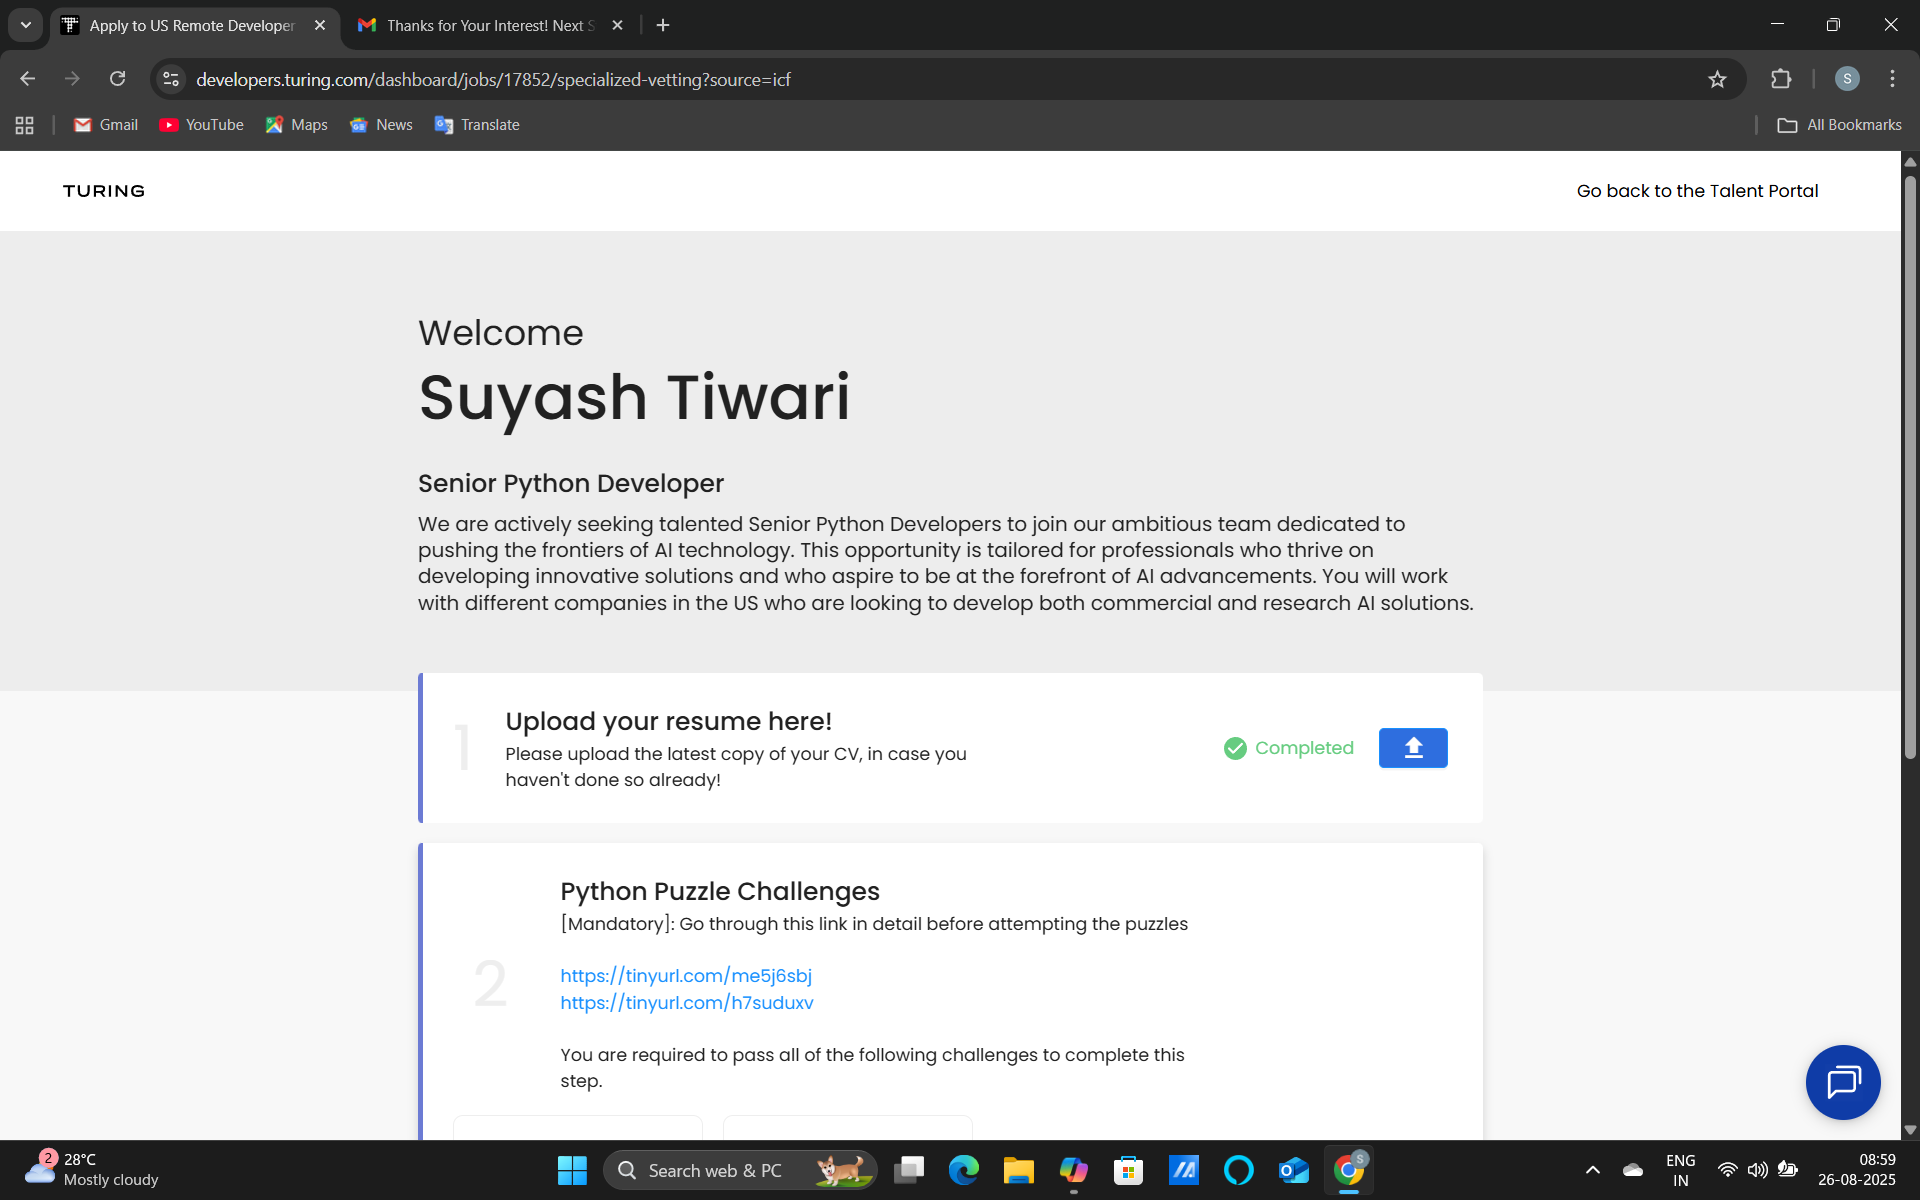 Apply to US Remote Developer
Thanks for Your Interest! Next S
developers.turing.com/dashboard/jobs/17852/specialized-vetting?source=icf
S
Gmail
YouTube
Maps
News
Translate
All Bookmarks
TURING
Go back to the Talent Portal
Welcome
Suyash Tiwari
Senior Python Developer
We are actively seeking talented Senior Python Developers to join our ambitious team dedicated to
pushing the frontiers of AI technology. This opportunity is tailored for professionals who thrive on
developing innovative solutions and who aspire to be at the forefront of AI advancements. You will work
with different companies in the US who are looking to develop both commercial and research AI solutions.
1
Upload your resume here!
Please upload the latest copy of your CV, in case you
haven't done so already!
Completed
2
Python Puzzle Challenges
[Mandatory]: Go through this link in detail before attempting the puzzles
https://tinyurl.com/me5j6sbj
https://tinyurl.com/h7suduxv
You are required to pass all of the following challenges to complete this
step.
2
28°C
Mostly cloudy
Search web & PC
S
ENG
IN
08:59
26-08-2025